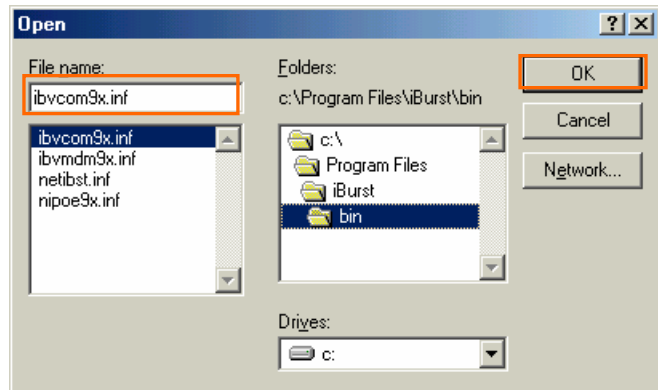 Open
File name:
ibvcom9x.inf
ibvcom9x.inf
ibvmdm9x.inf
netibst.inf
nipoe9x.inf
Folders:
c:\Program Files\iBurst\bin
c:\
Program Files
iBurst
bin
Drives:
c:
OK
Cancel
Network...